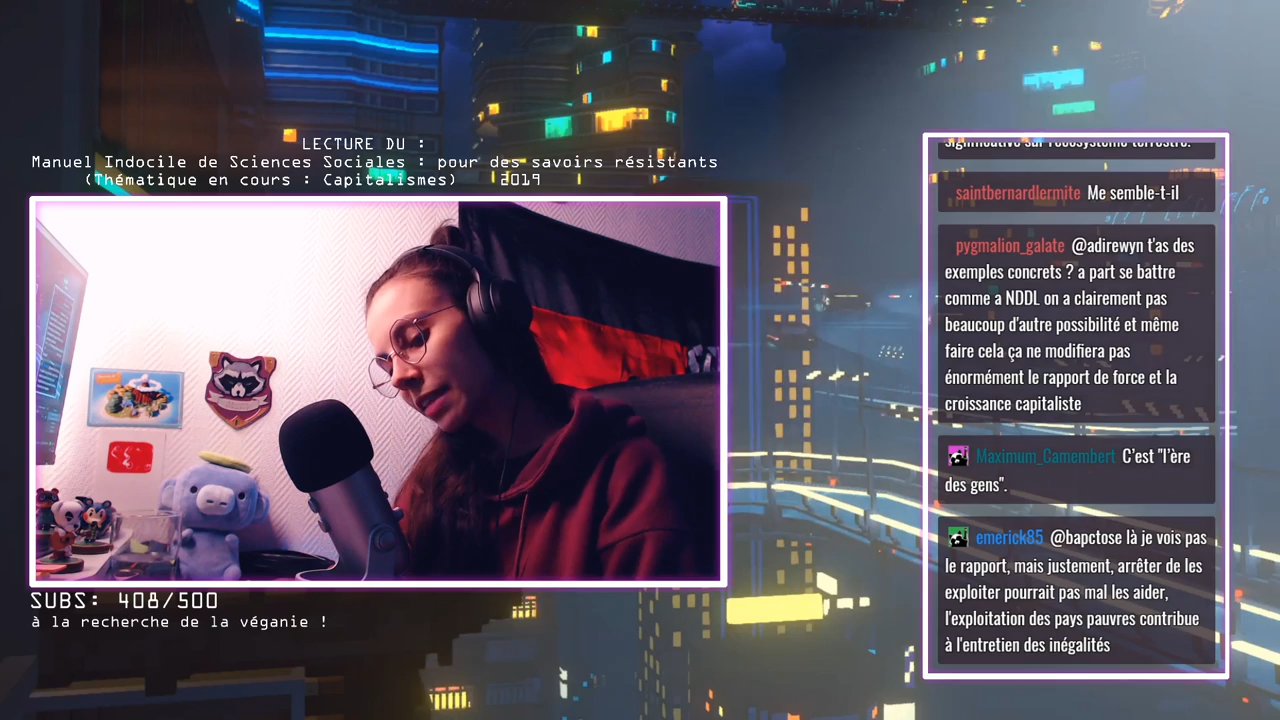 LECTURE DU :
Manuel Indocile de Sciences Sociales : pour des savoirs résistants
(Thématique en cours : Capitalismes) 2019
SUBS: 408/500
à la recherche de la véganie !
significative sur l'écosystème terrestre.
saintbernardlermite Me semble-t-il
pygmalion_galate @adirewyn t'as des
exemples concrets ? a part se battre
comme a NDDL on a clairement pas
beaucoup d'autre possibilité et même
faire cela ça ne modifiera pas
énormément le rapport de force et la
croissance capitaliste
Maximum_Camembert C'est "l'ère
des gens".
emerick85 @bapctose là je vois pas
le rapport, mais justement, arrêter de les
exploiter pourrait pas mal les aider,
l'exploitation des pays pauvres contribue
à l'entretien des inégalités